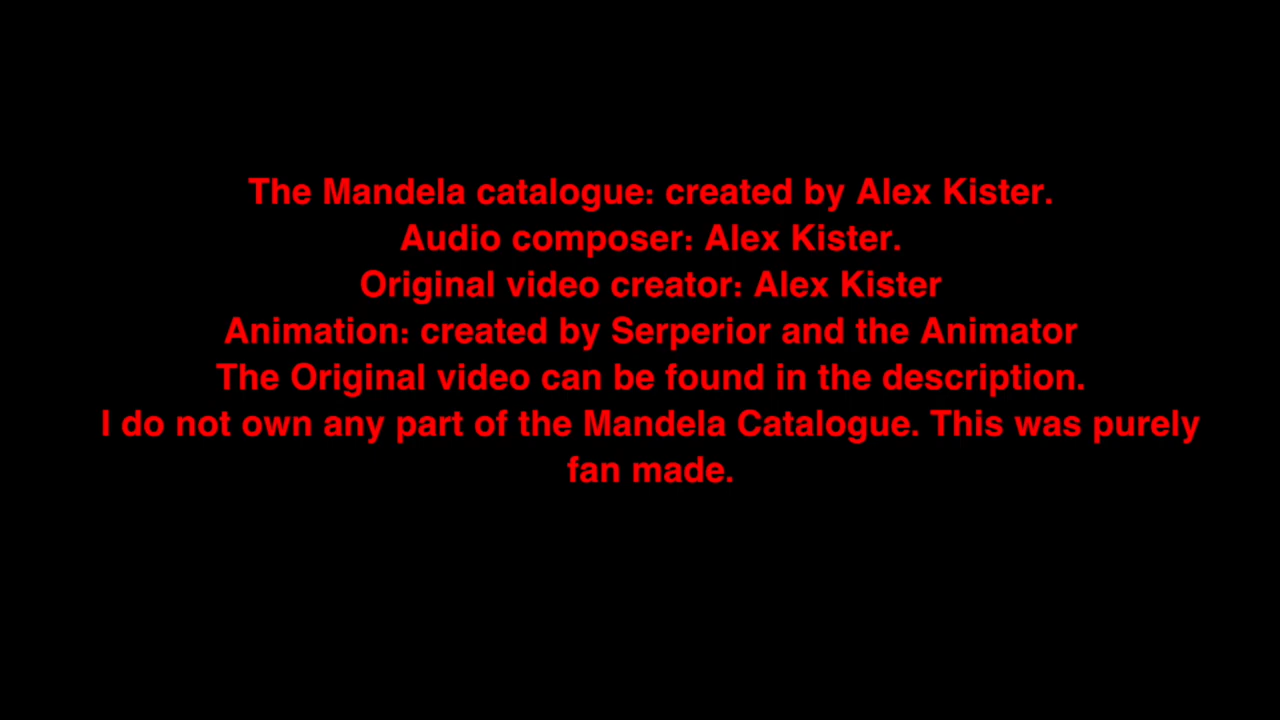 The Mandela catalogue: created by Alex Kister.
Audio composer: Alex Kister.
Original video creator: Alex Kister
Animation: created by Serperior and the Animator
The Original video can be found in the description.
I do not own any part of the Mandela Catalogue. This was purely
fan made.